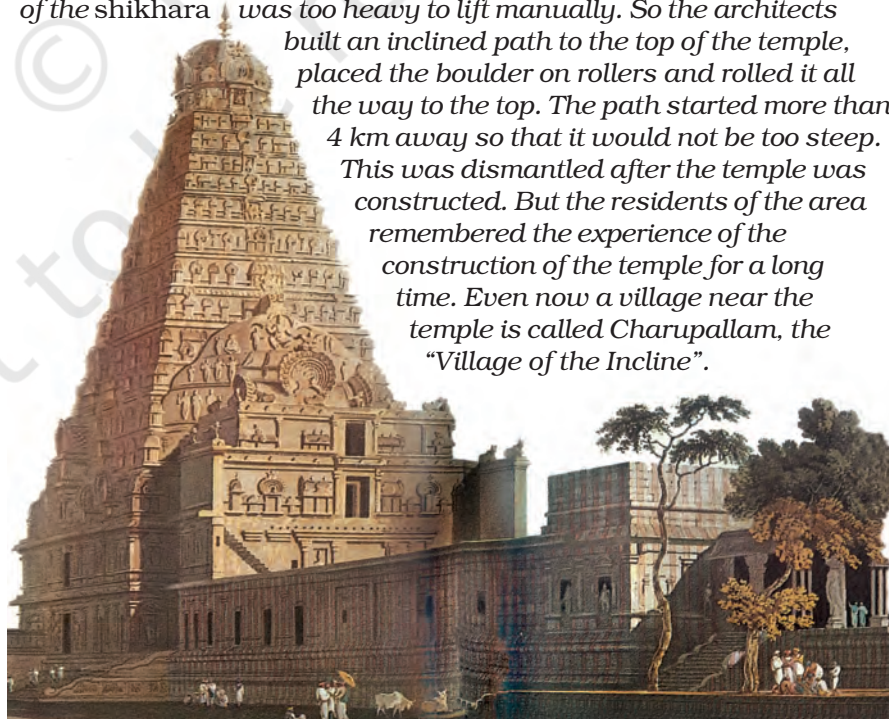 of the shikhara was too heavy to lift manually. So the architects
built an inclined path to the top of the temple,
placed the boulder on rollers and rolled it all
the way to the top. The path started more than
4 km away so that it would not be too steep.
This was dismantled after the temple was
constructed. But the residents of the area
remembered the experience of the
construction of the temple for a long
time. Even now a village near the
temple is called Charupallam, the
“Village of the Incline”.